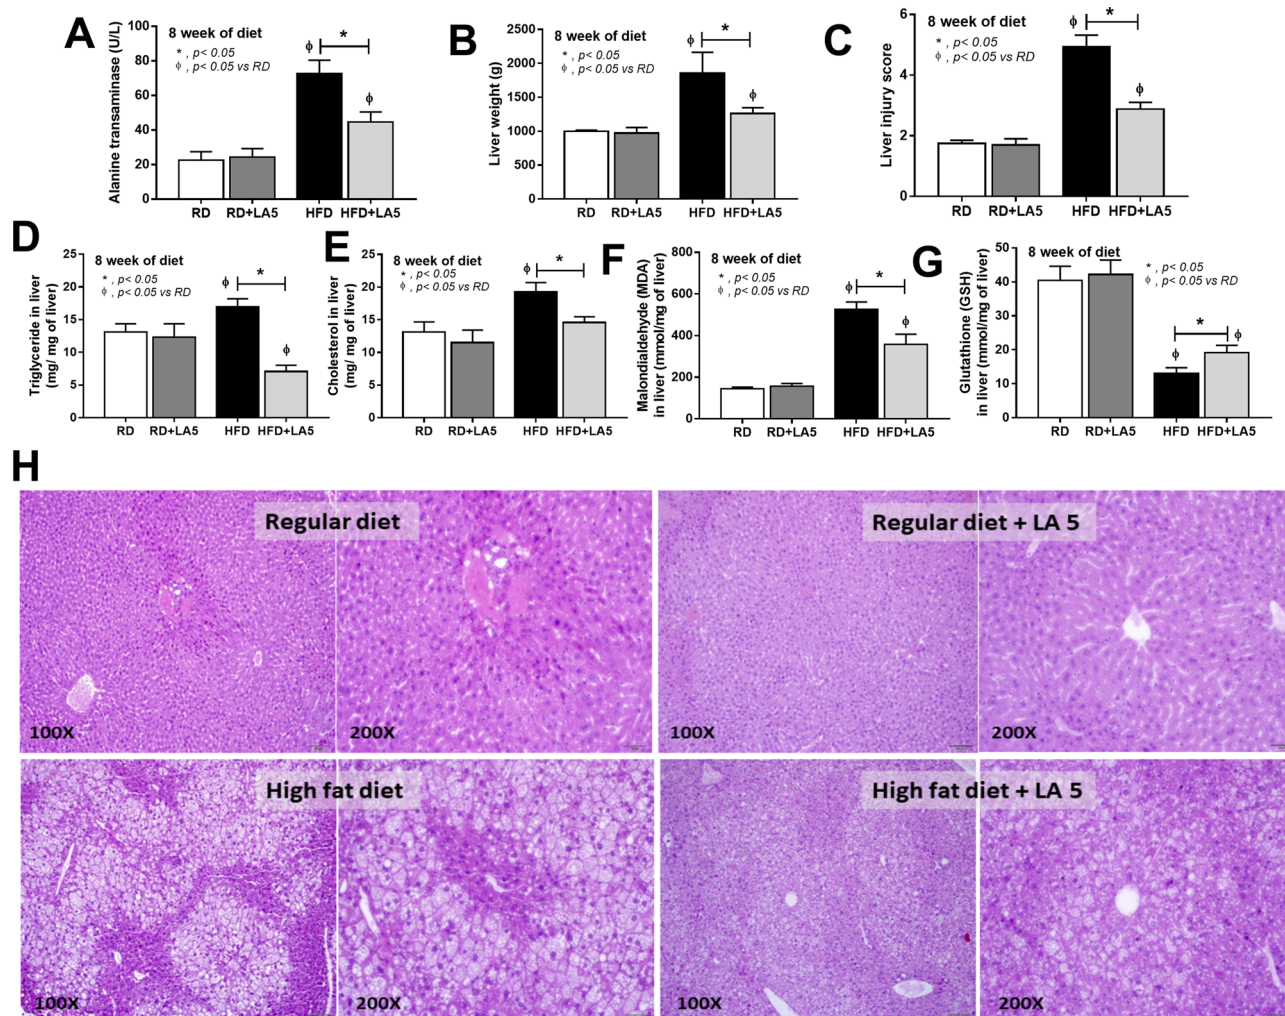 A
Alanine transaminase (U/L)
100
80
60
40
20
0
8 week of diet
*, p< 0.05
ϕ, p< 0.05 vs RD
ϕ
*
ϕ
RD RD+LA5 HFD HFD+LA5
B
Liver weight (g)
2500
2000
1500
1000
500
0
8 week of diet
*, p< 0.05
ϕ, p< 0.05 vs RD
ϕ
*
ϕ
RD RD+LA5 HFD HFD+LA5
C
Liver injury score
6
4
2
0
8 week of diet
*, p< 0.05
ϕ, p< 0.05 vs RD
ϕ
*
ϕ
RD RD+LA5 HFD HFD+LA5
D
Triglyceride in liver
(mg/ mg of liver)
25
20
15
10
5
0
8 week of diet
*, p< 0.05
ϕ, p< 0.05 vs RD
ϕ
*
ϕ
RD RD+LA5 HFD HFD+LA5
E
Cholesterol in liver
(mg/ mg of liver)
25
20
15
10
5
0
8 week of diet
*, p< 0.05
ϕ, p< 0.05 vs RD
ϕ
*
RD RD+LA5 HFD HFD+LA5
F
Malondialdehyde (MDA)
in liver (mmol/mg of liver)
800
600
400
200
0
8 week of diet
*, p< 0.05
ϕ, p< 0.05 vs RD
ϕ
*
ϕ
RD RD+LA5 HFD HFD+LA5
G
Glutathione (GSH)
in liver (mmol/mg of liver)
50
40
30
20
10
0
8 week of diet
*, p< 0.05
ϕ, p< 0.05 vs RD
ϕ
*
ϕ
RD RD+LA5 HFD HFD+LA5
H
Regular diet
100X 200X
Regular diet + LA 5
100X 200X
High fat diet
100X 200X
High fat diet + LA 5
100X 200X